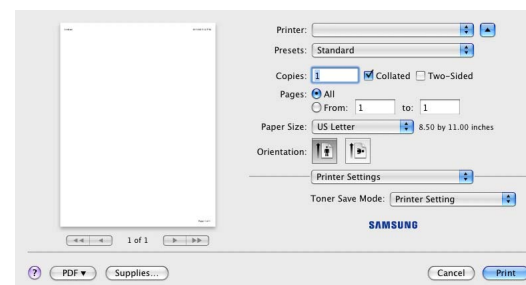 Printer:
Presets: Standard
Copies: 1 Collated Two-Sided
Pages: All
From: 1 to: 1
Paper Size: US Letter 8.50 by 11.00 inches
Orientation:
Printer Settings
Toner Save Mode: Printer Setting
SAMSUNG
1 of 1
? PDF Supplies... Cancel Print